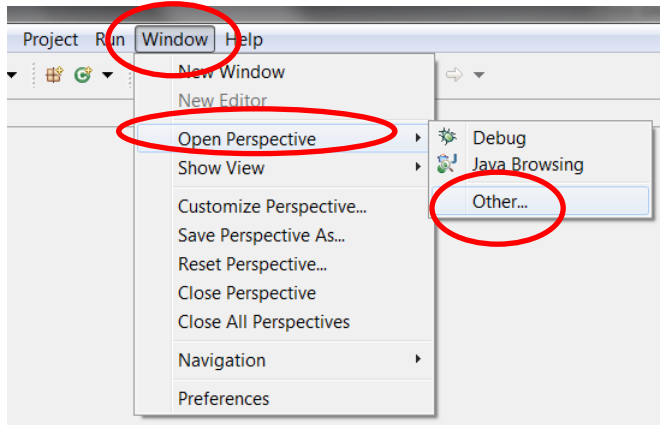 Project Run Window Help
New Window
New Editor
Open Perspective
Show View
Customize Perspective...
Save Perspective As...
Reset Perspective...
Close Perspective
Close All Perspectives
Navigation
Preferences
Debug
Java Browsing
Other...